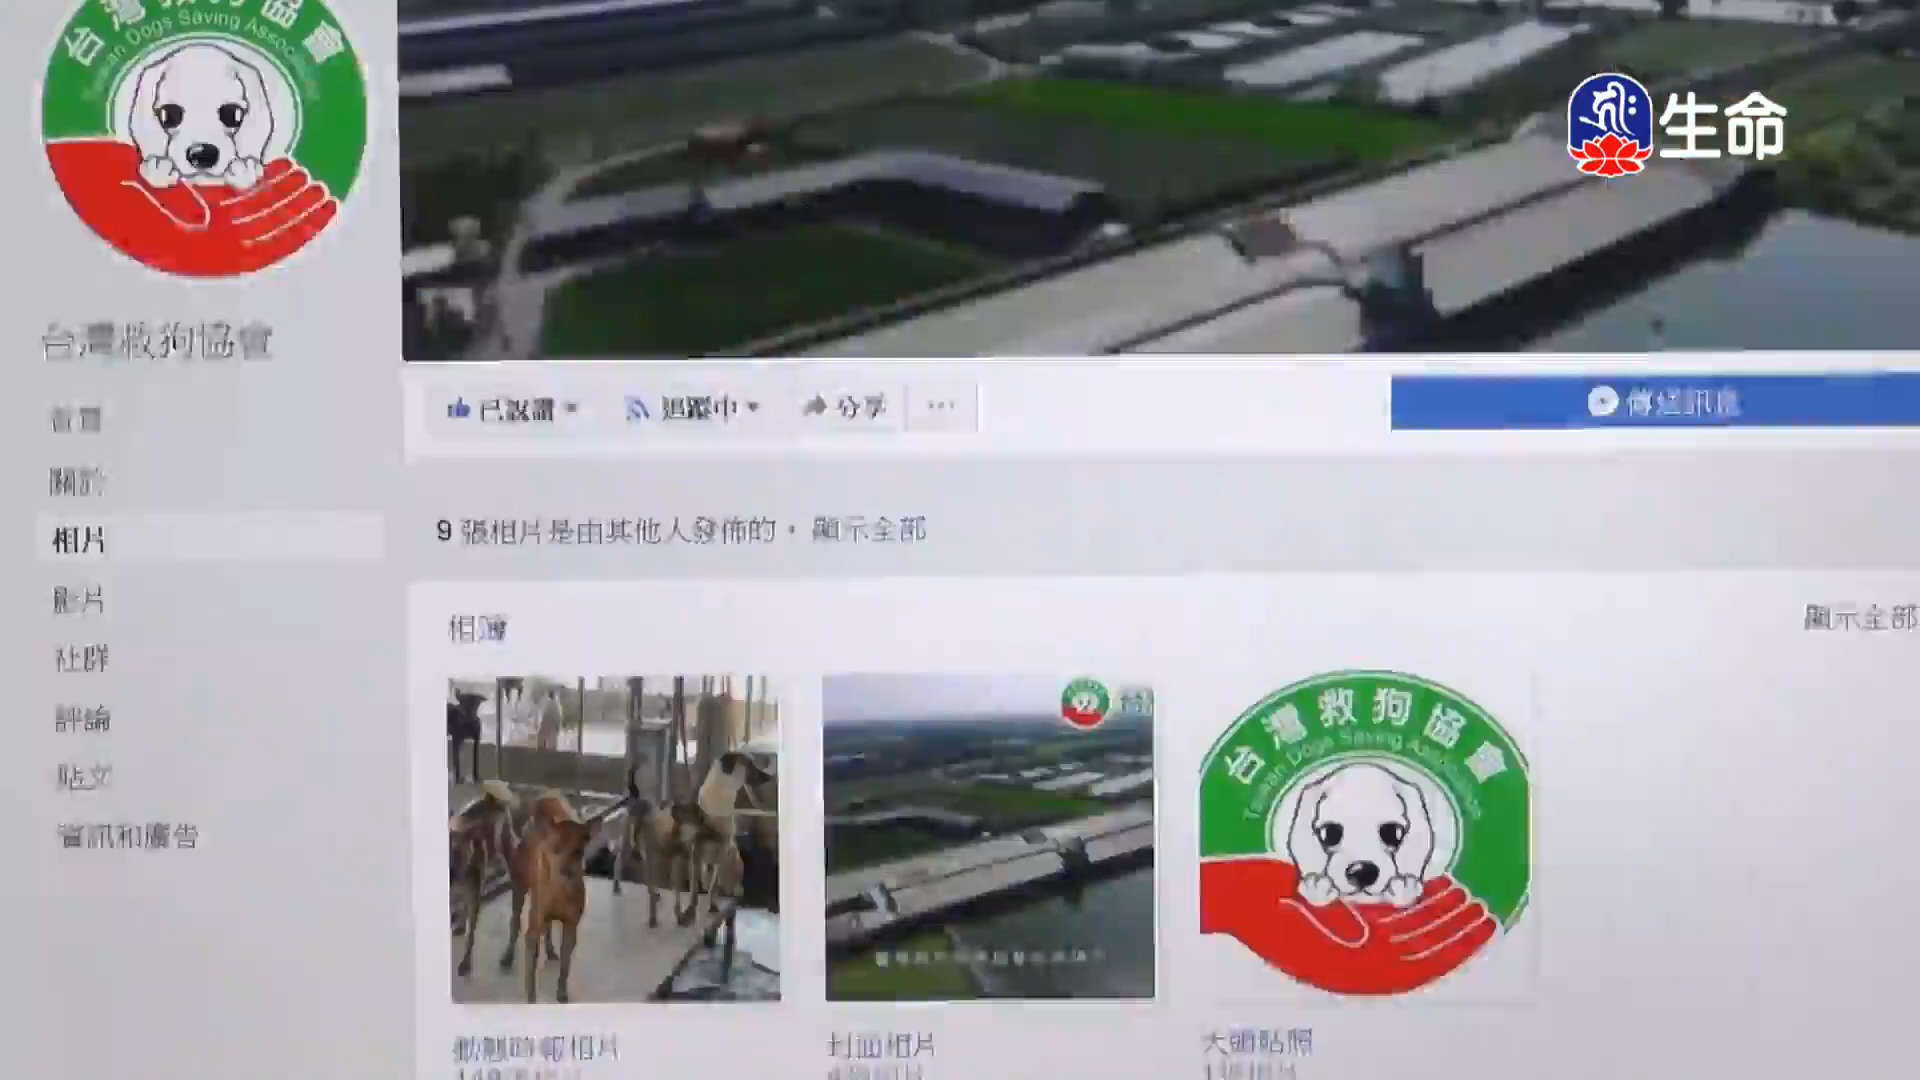 台灣救狗協會
Taiwan Dogs Saving Association
生命
台灣救狗協會
首頁
關於
相片
影片
社群
評論
貼文
資訊和廣告
已說讚
追蹤中
分享
傳送訊息
9 張相片是由其他人發佈的。 顯示全部
相簿
顯示全部
台灣救狗協會
Taiwan Dogs Saving Association
動態時報相片
封面相片
大頭貼照